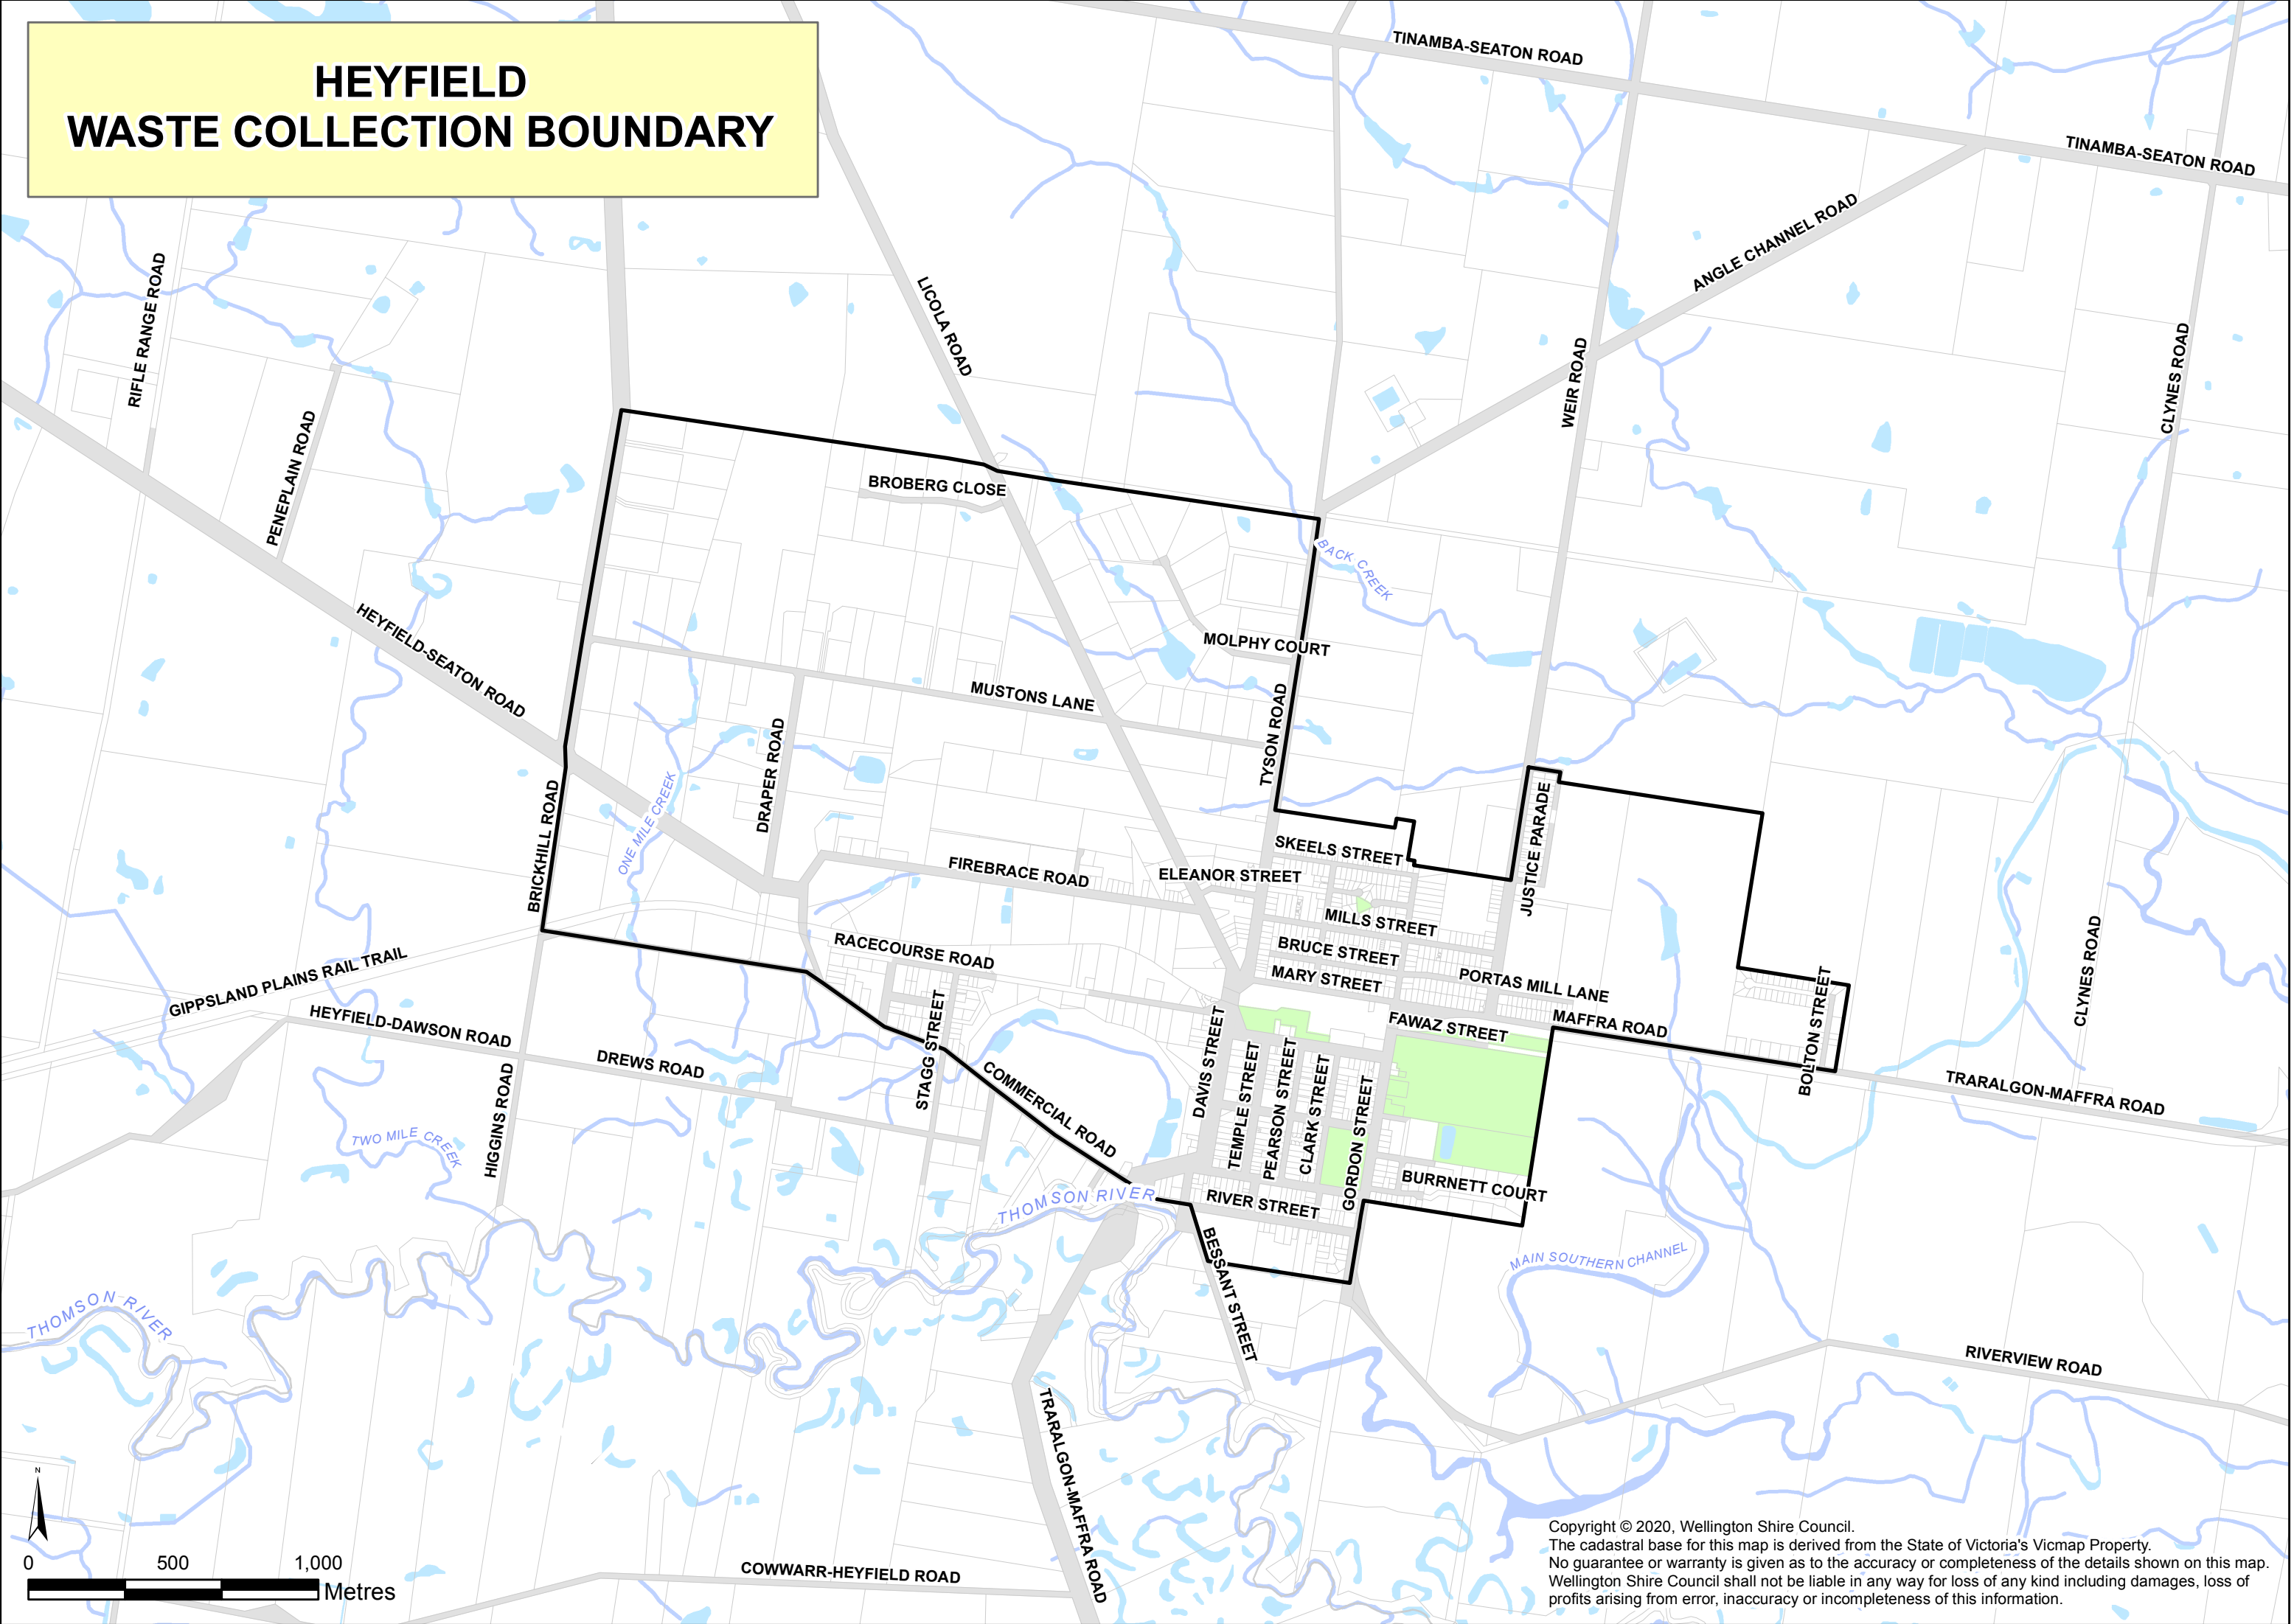 HEYFIELD
WASTE COLLECTION BOUNDARY
TINAMBA-SEATON ROAD
TINAMBA-SEATON ROAD
ANGLE CHANNEL ROAD
RIFLE RANGE ROAD
LICOLA ROAD
WEIR ROAD
CLYNES ROAD
PENEPLAIN ROAD
BROBERG CLOSE
BACK CREEK
HEYFIELD-SEATON ROAD
MOLPHY COURT
MUSTONS LANE
TYSON ROAD
DRAPER ROAD
BRICKHILL ROAD
ONE MILE CREEK
JUSTICE PARADE
SKEELS STREET
FIREBRACE ROAD
ELEANOR STREET
MILLS STREET
RACECOURSE ROAD
BRUCE STREET
MARY STREET
PORTAS MILL LANE
GIPPSLAND PLAINS RAIL TRAIL
CLYNES ROAD
HEYFIELD-DAWSON ROAD
FAWAZ STREET
MAFFRA ROAD
BOLTON STREET
STAGG STREET
DAVIS STREET
DREWS ROAD
COMMERCIAL ROAD
TEMPLE STREET
PEARSON STREET
CLARK STREET
GORDON STREET
TRARALGON-MAFFRA ROAD
HIGGINS ROAD
TWO MILE CREEK
BURRNETT COURT
THOMSON RIVER
RIVER STREET
MAIN SOUTHERN CHANNEL
BESSANT STREET
THOMSON RIVER
RIVERVIEW ROAD
TRARALGON-MAFFRA ROAD
COWWARR-HEYFIELD ROAD
N
0 500 1,000
Metres
Copyright © 2020, Wellington Shire Council.
The cadastral base for this map is derived from the State of Victoria's Vicmap Property.
No guarantee or warranty is given as to the accuracy or completeness of the details shown on this map.
Wellington Shire Council shall not be liable in any way for loss of any kind including damages, loss of
profits arising from error, inaccuracy or incompleteness of this information.